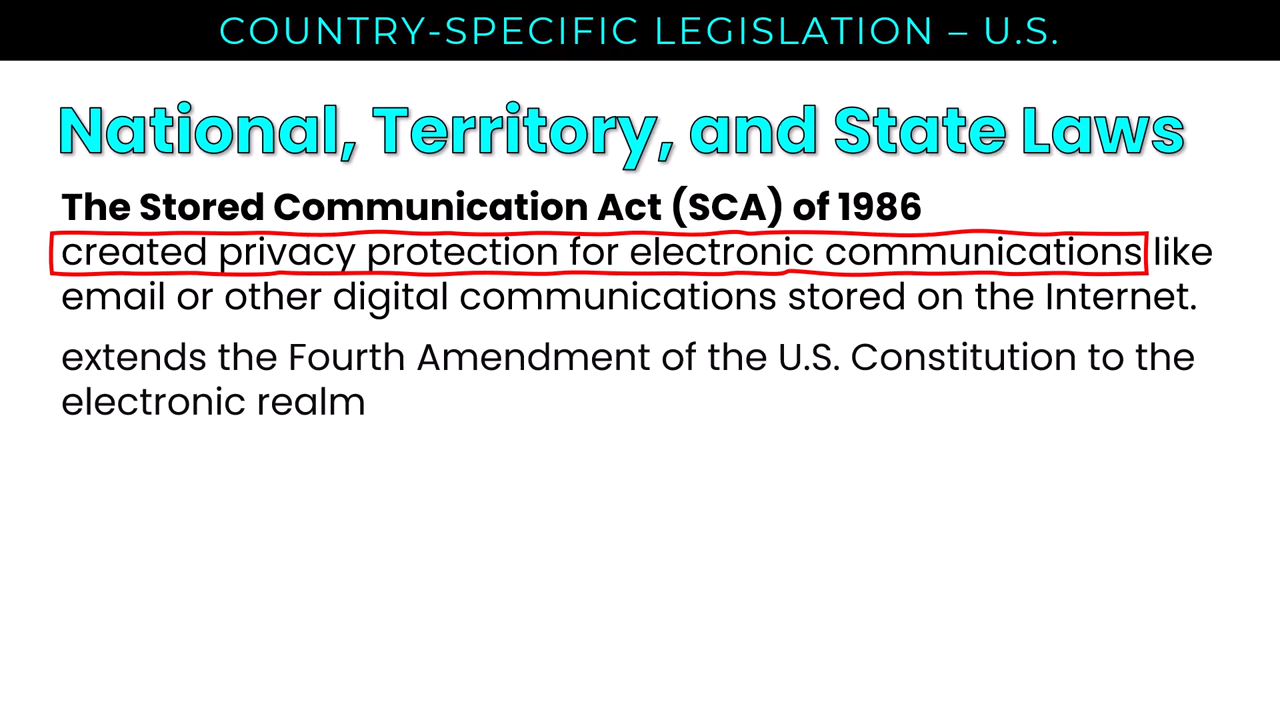 COUNTRY-SPECIFIC LEGISLATION – U.S.
National, Territory, and State Laws
The Stored Communication Act (SCA) of 1986
created privacy protection for electronic communications like
email or other digital communications stored on the Internet.
extends the Fourth Amendment of the U.S. Constitution to the
electronic realm